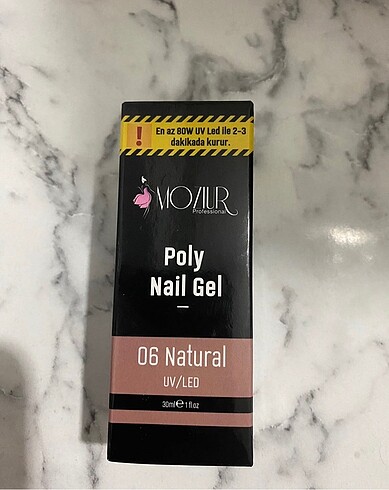 En az 80W UV Led ile 2-3
dakikada kurur.
MOJIUR
Professional
Poly
Nail Gel
06 Natural
UV/LED
30ml e 1 fl oz